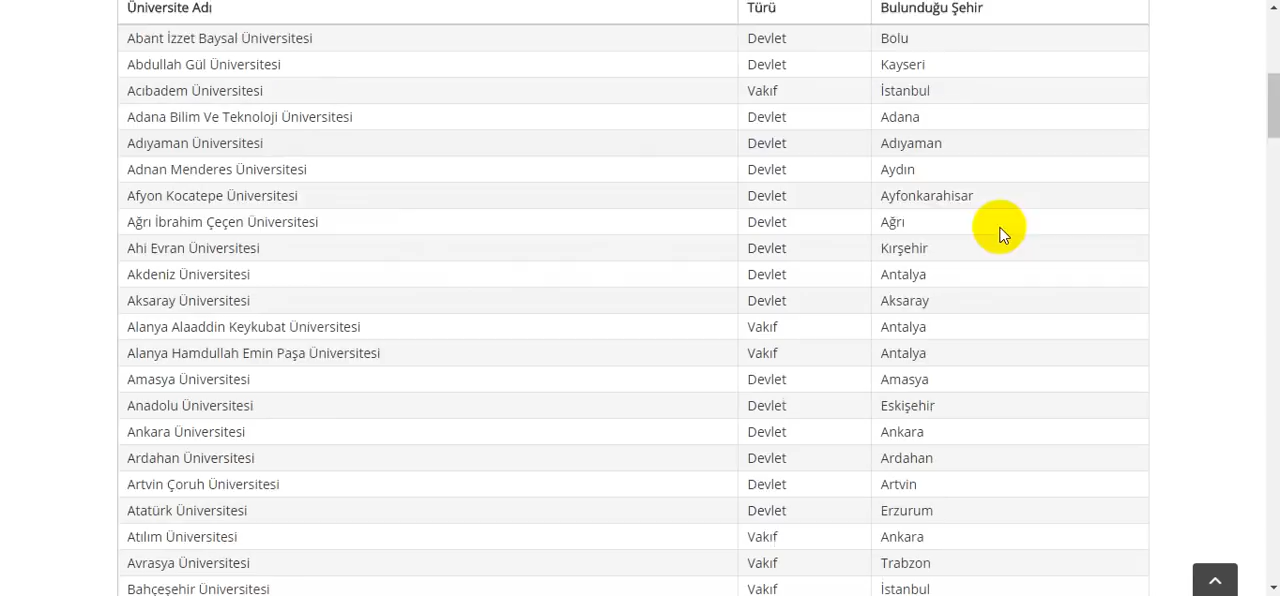 Üniversite Adı Türü Bulunduğu Şehir
Abant İzzet Baysal Üniversitesi Devlet Bolu
Abdullah Gül Üniversitesi Devlet Kayseri
Acıbadem Üniversitesi Vakıf İstanbul
Adana Bilim Ve Teknoloji Üniversitesi Devlet Adana
Adıyaman Üniversitesi Devlet Adıyaman
Adnan Menderes Üniversitesi Devlet Aydın
Afyon Kocatepe Üniversitesi Devlet Ayfonkarahisar
Ağrı İbrahim Çeçen Üniversitesi Devlet Ağrı
Ahi Evran Üniversitesi Devlet Kırşehir
Akdeniz Üniversitesi Devlet Antalya
Aksaray Üniversitesi Devlet Aksaray
Alanya Alaaddin Keykubat Üniversitesi Vakıf Antalya
Alanya Hamdullah Emin Paşa Üniversitesi Vakıf Antalya
Amasya Üniversitesi Devlet Amasya
Anadolu Üniversitesi Devlet Eskişehir
Ankara Üniversitesi Devlet Ankara
Ardahan Üniversitesi Devlet Ardahan
Artvin Çoruh Üniversitesi Devlet Artvin
Atatürk Üniversitesi Devlet Erzurum
Atılım Üniversitesi Vakıf Ankara
Avrasya Üniversitesi Vakıf Trabzon
Bahçeşehir Üniversitesi Vakıf İstanbul